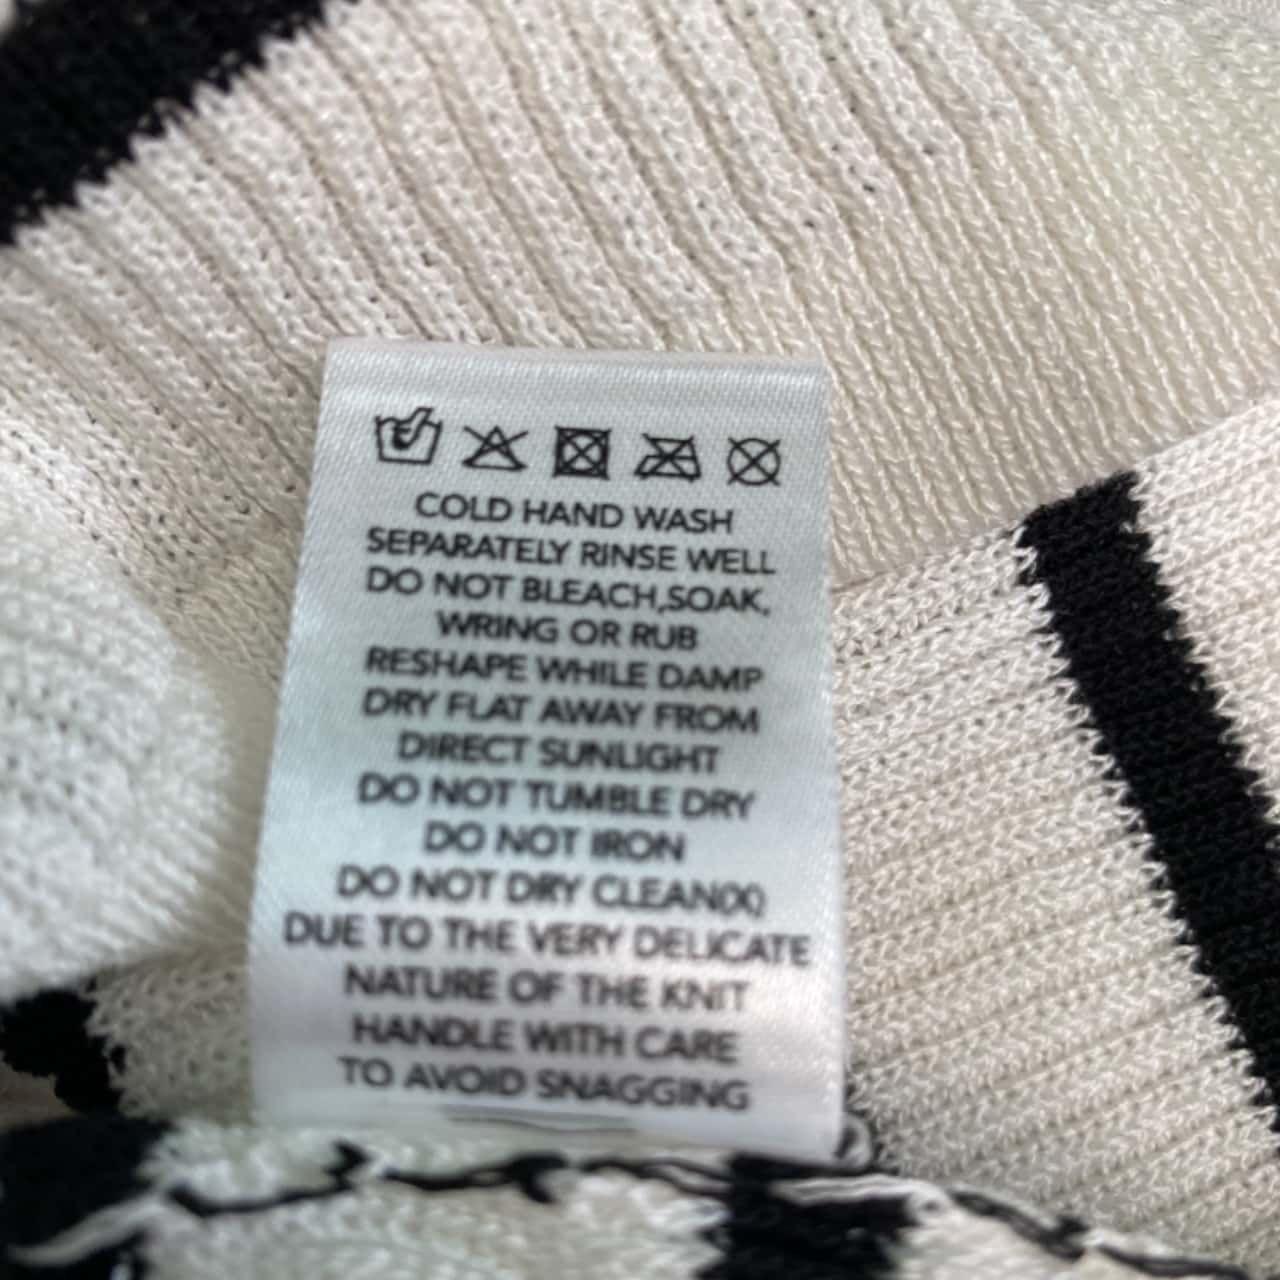 COLD HAND WASH
SEPARATELY RINSE WELL
DO NOT BLEACH,SOAK,
WRING OR RUB
RESHAPE WHILE DAMP
DRY FLAT AWAY FROM
DIRECT SUNLIGHT
DO NOT TUMBLE DRY
DO NOT IRON
DO NOT DRY CLEAN(X)
DUE TO THE VERY DELICATE
NATURE OF THE KNIT
HANDLE WITH CARE
TO AVOID SNAGGING